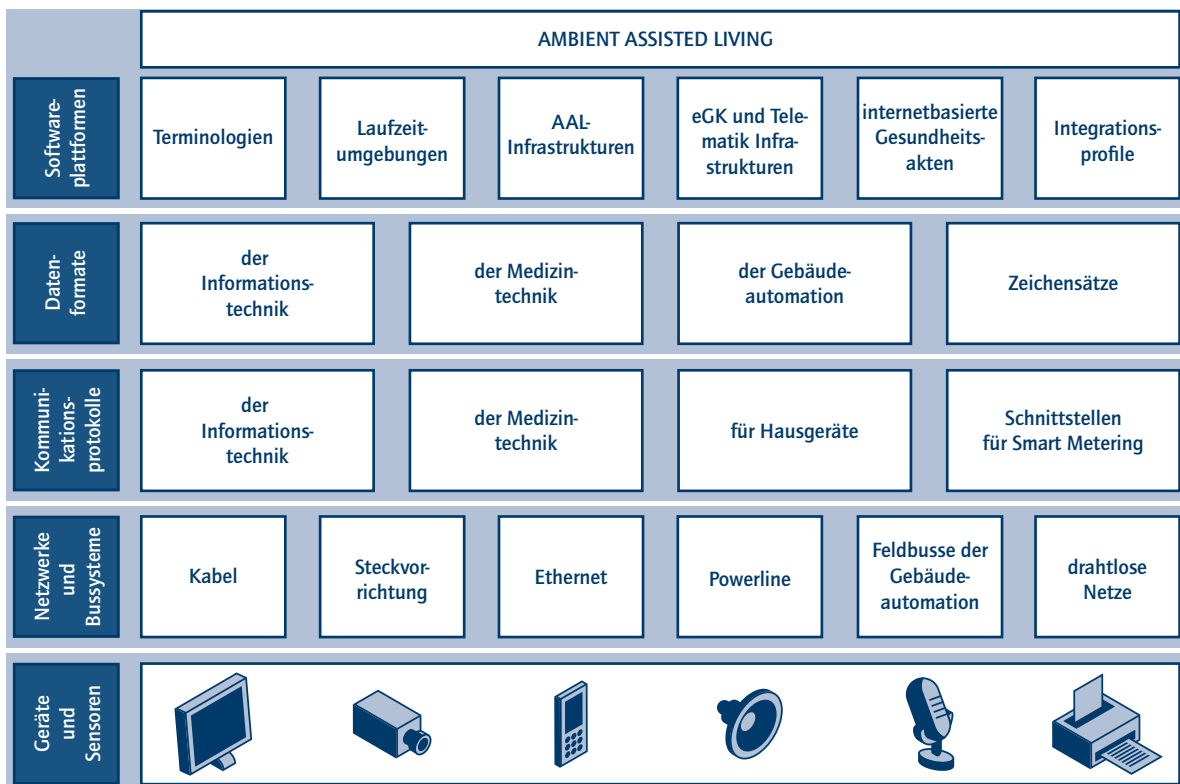 AMBIENT ASSISTED LIVING
Software-
plattformen
Terminologien
Laufzeit-
umgebungen
AAL-
Infrastrukturen
eGK und Tele-
matik Infra-
strukturen
internetbasierte
Gesundheits-
akten
Integrations-
profile
Daten-
formate
der
Informations-
technik
der Medizin-
technik
der Gebäude-
automation
Zeichensätze
Kommuni-
kations-
protokolle
der
Informations-
technik
der Medizin-
technik
für Hausgeräte
Schnittstellen
für Smart Metering
Netzwerke
und
Bussysteme
Kabel
Steckvor-
richtung
Ethernet
Powerline
Feldbusse der
Gebäude-
automation
drahtlose
Netze
Geräte
und
Sensoren